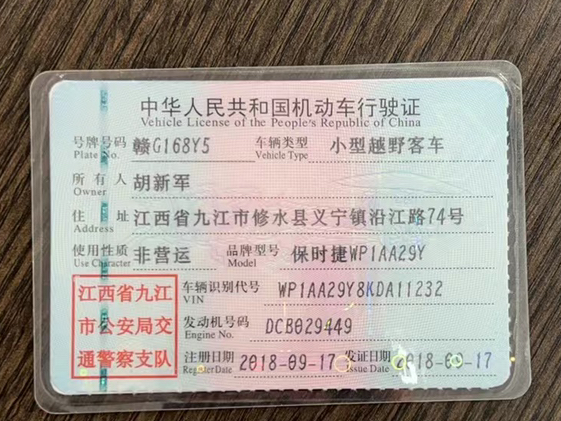 中华人民共和国机动车行驶证
Vehicle License of the People's Republic of China
号牌号码 赣G168Y5 车辆类型 小型越野客车
Plate No. Vehicle Type
所有人 胡新军
Owner
住址 江西省九江市修水县义宁镇沿江路74号
Address
使用性质 非营运 品牌型号 保时捷WP1AA29Y
Use Character Model
江西省九江
市公安局交
通警察支队
车辆识别代号 WP1AA29Y8KDA11232
VIN
发动机号码 DCB029449
Engine No.
注册日期 2018-09-17 发证日期 2018-09-17
Register Date Issue Date